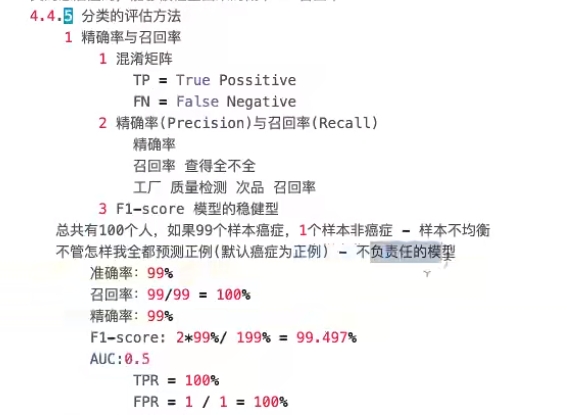 4.4.5 分类的评估方法
1 精确率与召回率
1 混淆矩阵
TP = True Possitive
FN = False Negative
2 精确率(Precision)与召回率(Recall)
精确率
召回率 查得全不全
工厂 质量检测 次品 召回率
3 F1-score 模型的稳健型
总共有100个人，如果99个样本癌症，1个样本非癌症 - 样本不均衡
不管怎样我全都预测正例(默认癌症为正例) - 不负责任的模型
准确率：99%
召回率：99/99 = 100%
精确率：99%
F1-score: 2*99%/ 199% = 99.497%
AUC:0.5
TPR = 100%
FPR = 1 / 1 = 100%